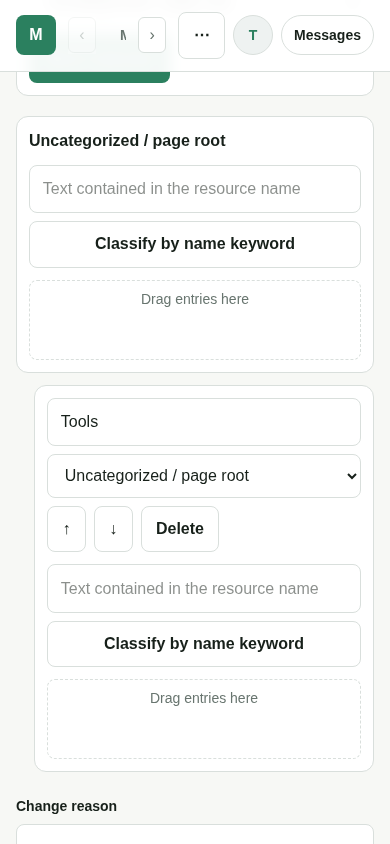 M
‹
›
⋯
T
Messages
Uncategorized / page root
Text contained in the resource name
Classify by name keyword
Drag entries here
Tools
Uncategorized / page root
↑
↓
Delete
Text contained in the resource name
Classify by name keyword
Drag entries here
Change reason